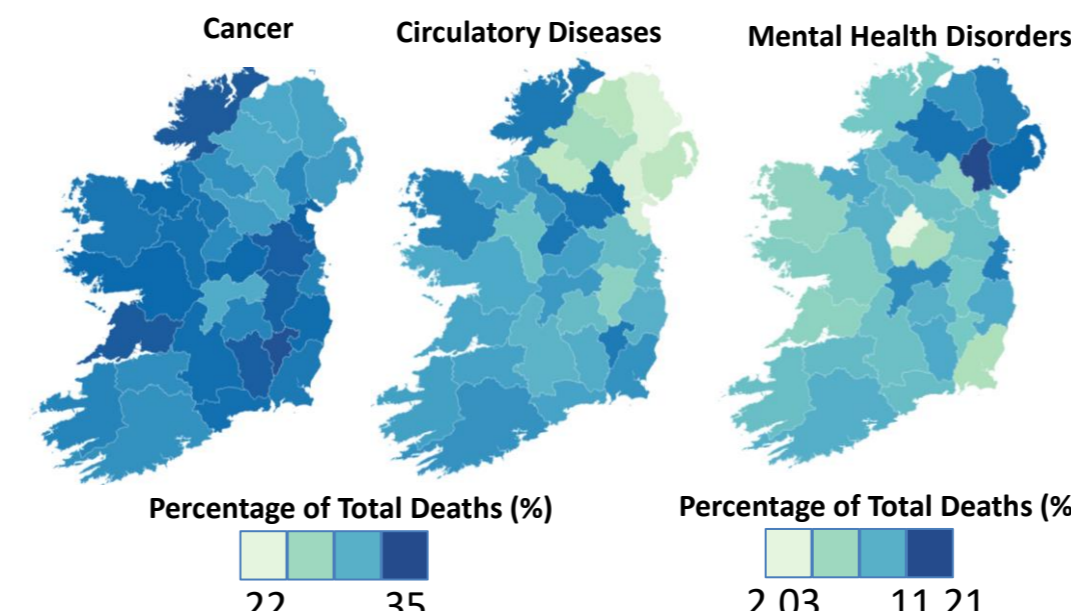 Cancer
Circulatory Diseases
Mental Health Disorders
Percentage of Total Deaths (%)
Percentage of Total Deaths (%
22 35
2.03 11.21